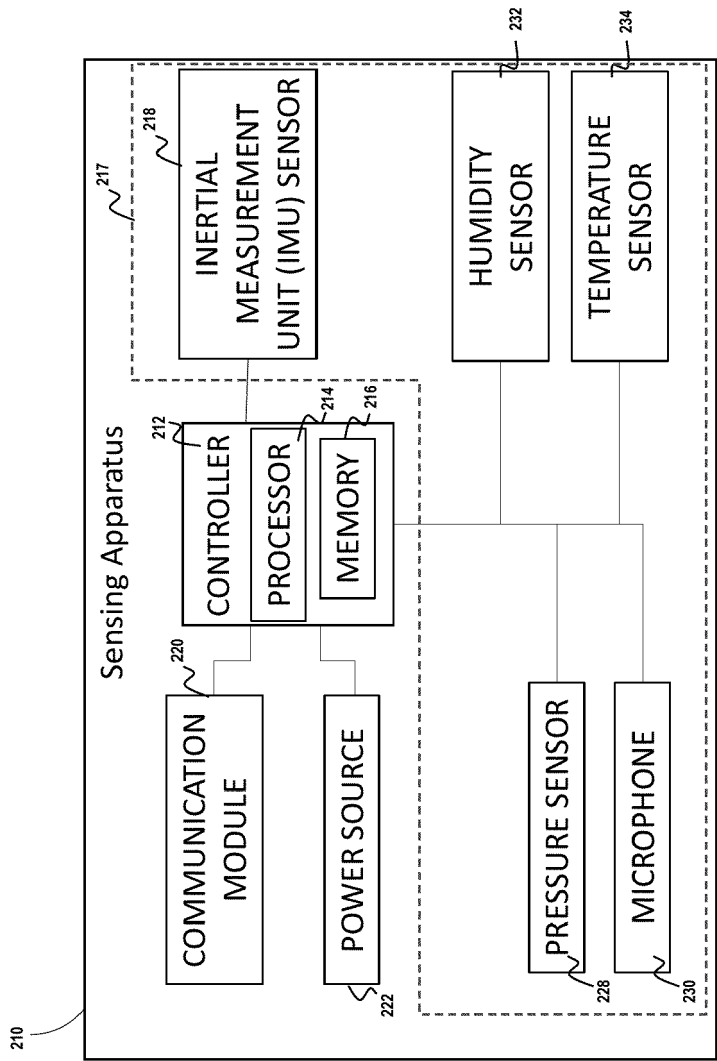 210
Sensing Apparatus
217
COMMUNICATION
MODULE
220
CONTROLLER
212
PROCESSOR
214
MEMORY
216
INERTIAL
MEASUREMENT
UNIT (IMU) SENSOR
218
POWER SOURCE
222
PRESSURE SENSOR
228
MICROPHONE
230
HUMIDITY
SENSOR
232
TEMPERATURE
SENSOR
234